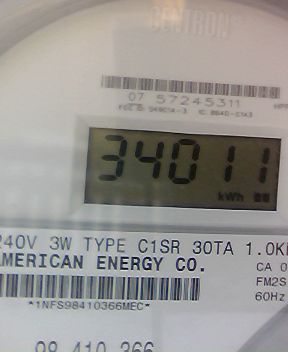 CENTRON
07 57245311
34011
kWh
240V 3W TYPE C1SR 30TA 1.0K
AMERICAN ENERGY CO.
CA 0
FM2S
60Hz
*1NFS98410366MEC*
98 410 366